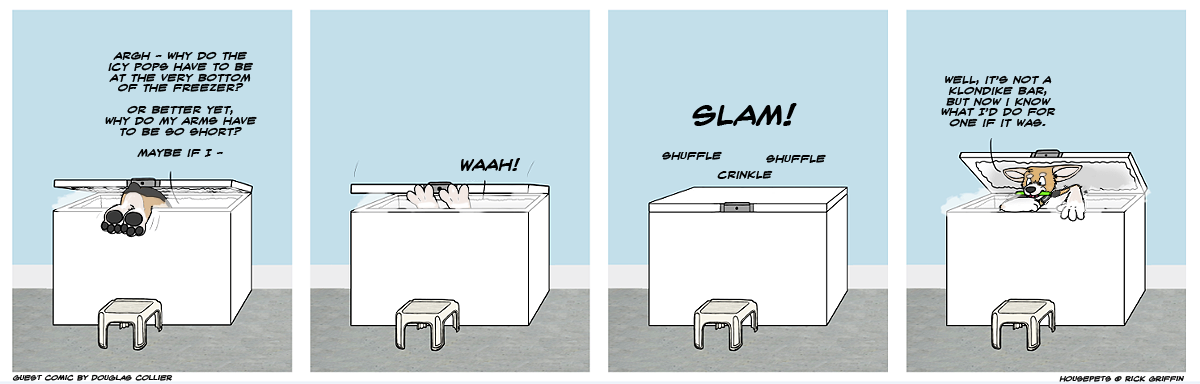 ARGH - WHY DO THE
ICY POPS HAVE TO BE
AT THE VERY BOTTOM
OF THE FREEZER?
OR BETTER YET,
WHY DO MY ARMS HAVE
TO BE SO SHORT?
MAYBE IF I -
WAAH!
SLAM!
SHUFFLE
SHUFFLE
CRINKLE
WELL, IT'S NOT A
KLONDIKE BAR,
BUT NOW I KNOW
WHAT I'D DO FOR
ONE IF IT WAS.
GUEST COMIC BY DOUGLAS COLLIER
HOUSEPETS © RICK GRIFFIN